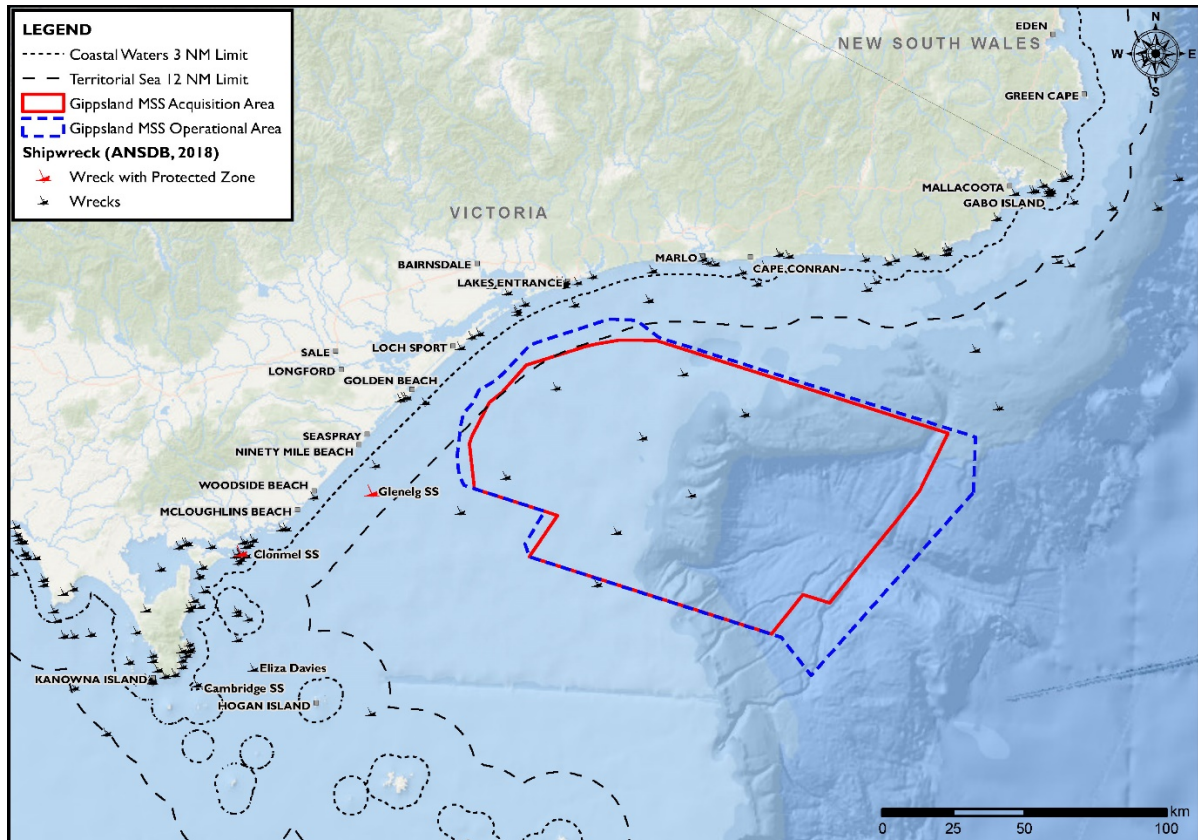 LEGEND
Coastal Waters 3 NM Limit
Territorial Sea 12 NM Limit
Gippsland MSS Acquisition Area
Gippsland MSS Operational Area
Shipwreck (ANSDB, 2018)
Wreck with Protected Zone
Wrecks
N
W
E
S
EDEN
NEW SOUTH WALES
GREEN CAPE
MALLACOOTA
GABO ISLAND
VICTORIA
BAIRNSDALE
MARLO
CAPE CONRAN
LAKES ENTRANCE
LOCH SPORT
SALE
LONGFORD
GOLDEN BEACH
SEASPRAY
NINETY MILE BEACH
WOODSIDE BEACH
Glenelg SS
MCLOUGHLINS BEACH
Clonmel SS
Eliza Davies
KANOWNA ISLAND
Cambridge SS
HOGAN ISLAND
km
0 25 50 100